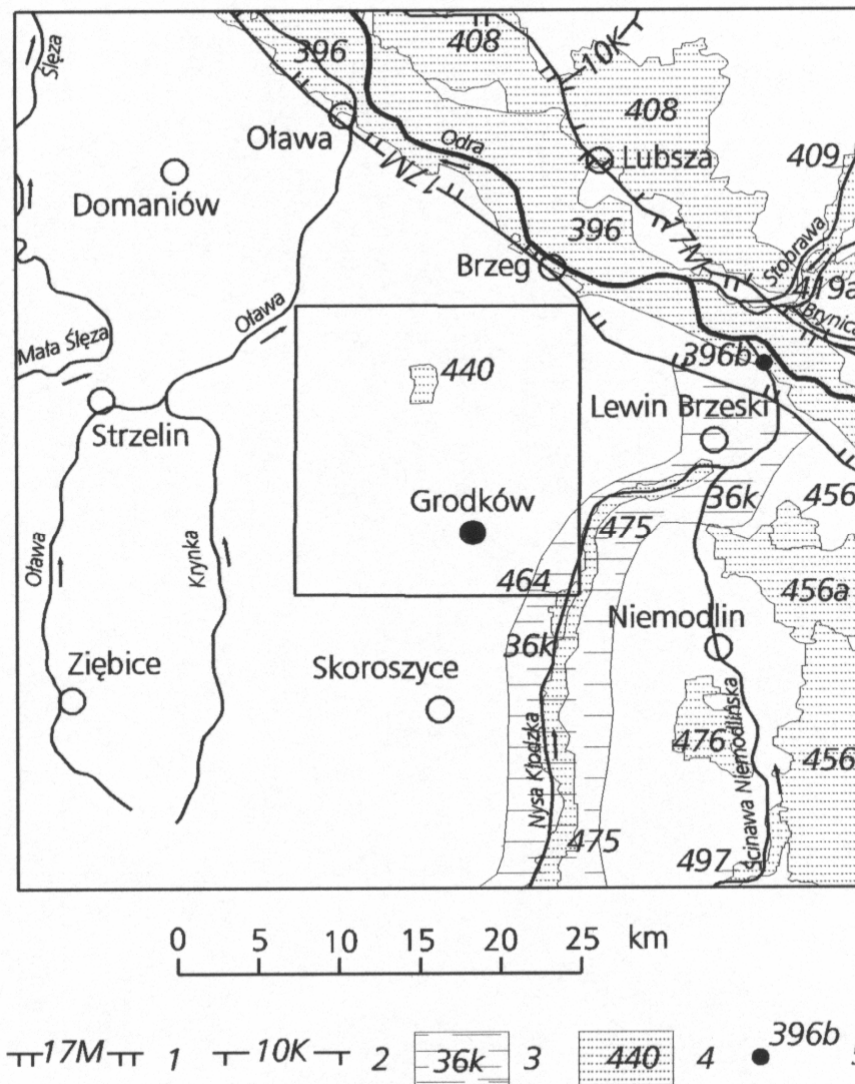 Ślęza
396
408
10K
Oława
Odra
408
Lubsza
409
Domaniów
17M
396
17M
Stobrawa
Brzeg
419a
Brynica
Oława
Mała Ślęza
440
396b
Strzelin
Lewin Brzeski
Grodków
36k
456
475
Oława
Krynka
464
456a
Niemodlin
36k
Ziębice
Skoroszyce
476
456
Nysa Kłodzka
Ścinawa Niemodlińska
475
497
0 5 10 15 20 25 km
17M 1 10K 2 36k 3 440 4 396b